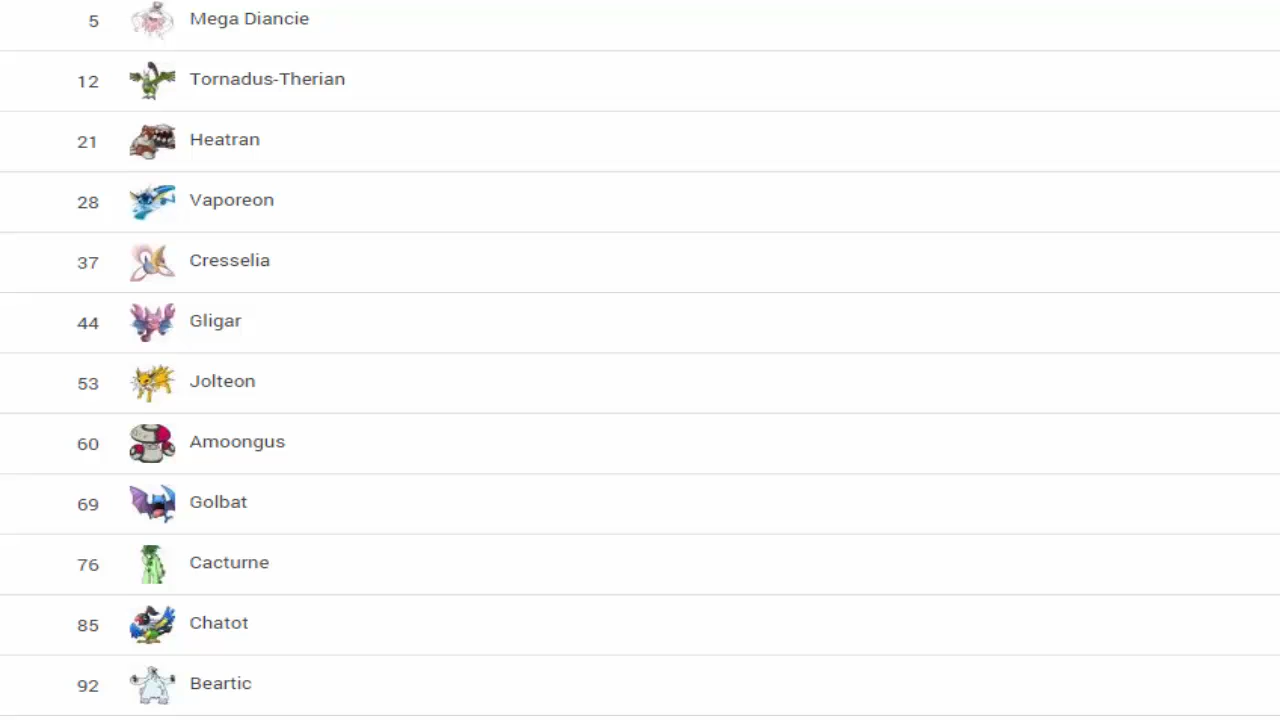 5 Mega Diancie
12 Tornadus-Therian
21 Heatran
28 Vaporeon
37 Cresselia
44 Gligar
53 Jolteon
60 Amoongus
69 Golbat
76 Cacturne
85 Chatot
92 Beartic